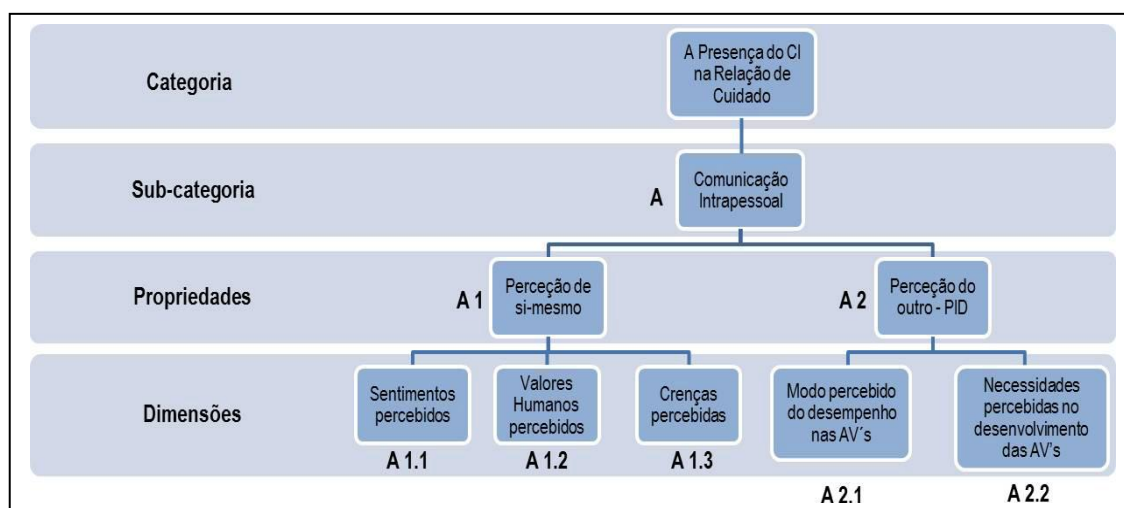 Categoria
A Presença do CI
na Relação de
Cuidado
Sub-categoria
A
Comunicação
Intrapessoal
Propriedades
A 1
Perceção de
si-mesmo
A 2
Perceção do
outro - PID
Dimensões
Sentimentos
percebidos
Valores
Humanos
percebidos
Crenças
percebidas
Modo percebido
do desempenho
nas AV´s
Necessidades
percebidas no
desenvolvimento
das AV’s
A 1.1
A 1.2
A 1.3
A 2.1
A 2.2